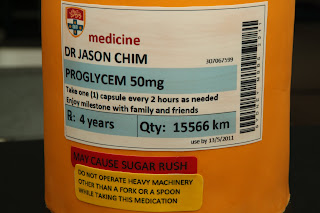 medicine
DR JASON CHIM
307067599
PROGLYCEM 50mg
Take one (1) capsule every 2 hours as needed
Enjoy milestone with family and friends
R: 4 years
Qty: 15566 km
use by 13/5/2011
MAY CAUSE SUGAR RUSH
DO NOT OPERATE HEAVY MACHINERY
OTHER THAN A FORK OR A SPOON
WHILE TAKING THIS MEDICATION